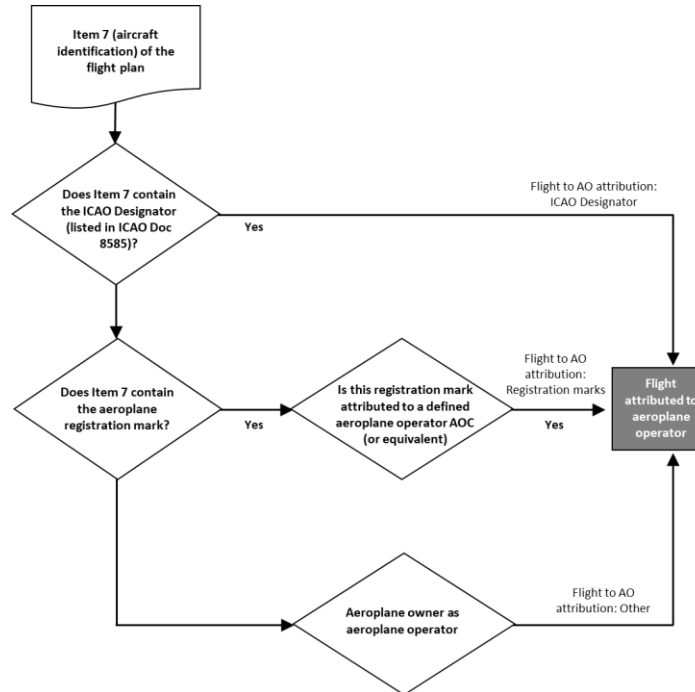 Item 7 (aircraft
identification) of the
flight plan
Does Item 7 contain
the ICAO Designator
(listed in ICAO Doc
8585)?
Yes
Flight to AO attribution:
ICAO Designator
Does Item 7 contain
the aeroplane
registration mark?
Yes
Is this registration mark
attributed to a defined
aeroplane operator AOC
(or equivalent)
Flight to AO
attribution:
Registration marks
Yes
Flight
attributed to
aeroplane
operator
Aeroplane owner as
aeroplane operator
Flight to AO
attribution: Other